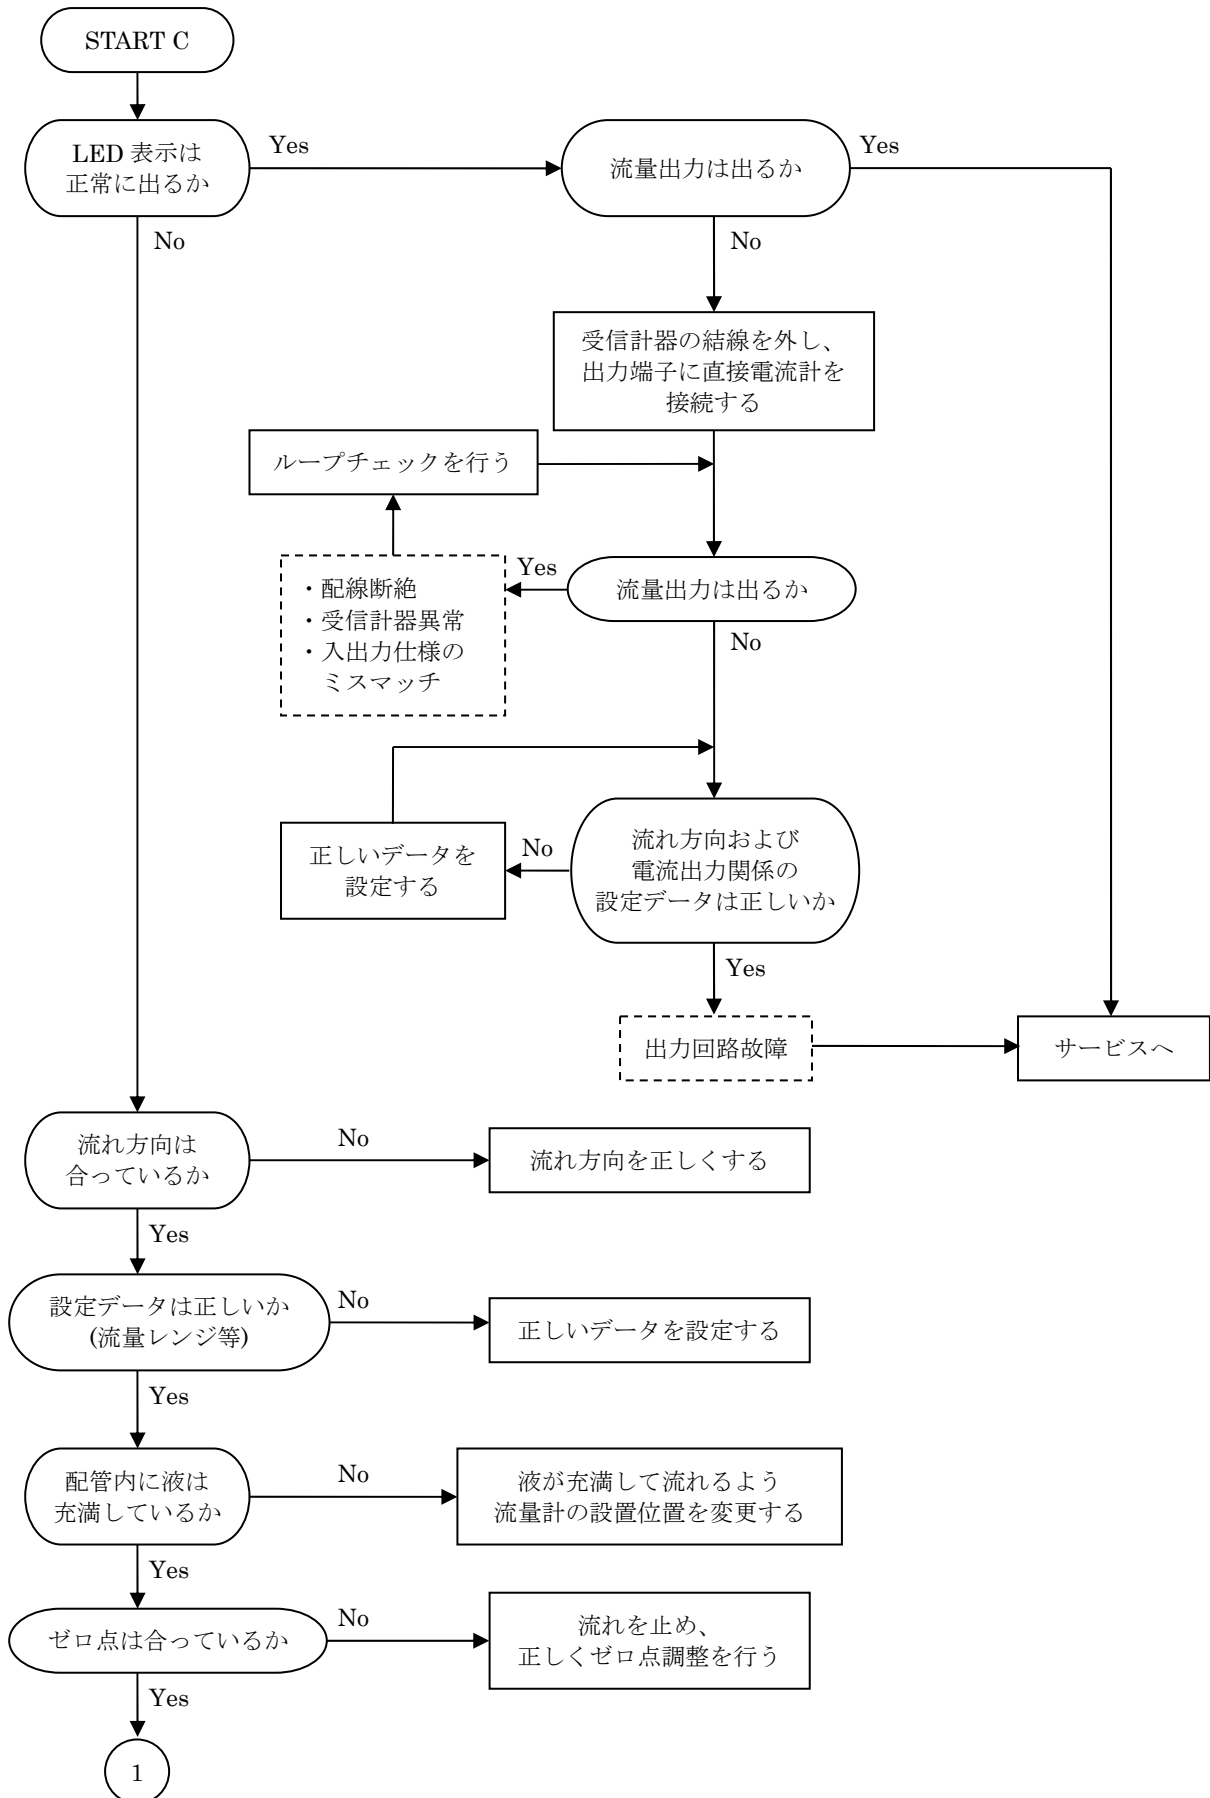 START C
LED 表示は
正常に出るか
Yes
流量出力は出るか
Yes
No
No
受信計器の結線を外し、
出力端子に直接電流計を
接続する
ループチェックを行う
Yes
流量出力は出るか
・配線断絶
・受信計器異常
・入出力仕様の
ミスマッチ
No
流れ方向および
電流出力関係の
設定データは正しいか
No
正しいデータを
設定する
Yes
出力回路故障
サービスへ
流れ方向は
合っているか
No
流れ方向を正しくする
Yes
設定データは正しいか
(流量レンジ等)
No
正しいデータを設定する
Yes
配管内に液は
充満しているか
No
液が充満して流れるよう
流量計の設置位置を変更する
Yes
ゼロ点は合っているか
No
流れを止め、
正しくゼロ点調整を行う
Yes
1